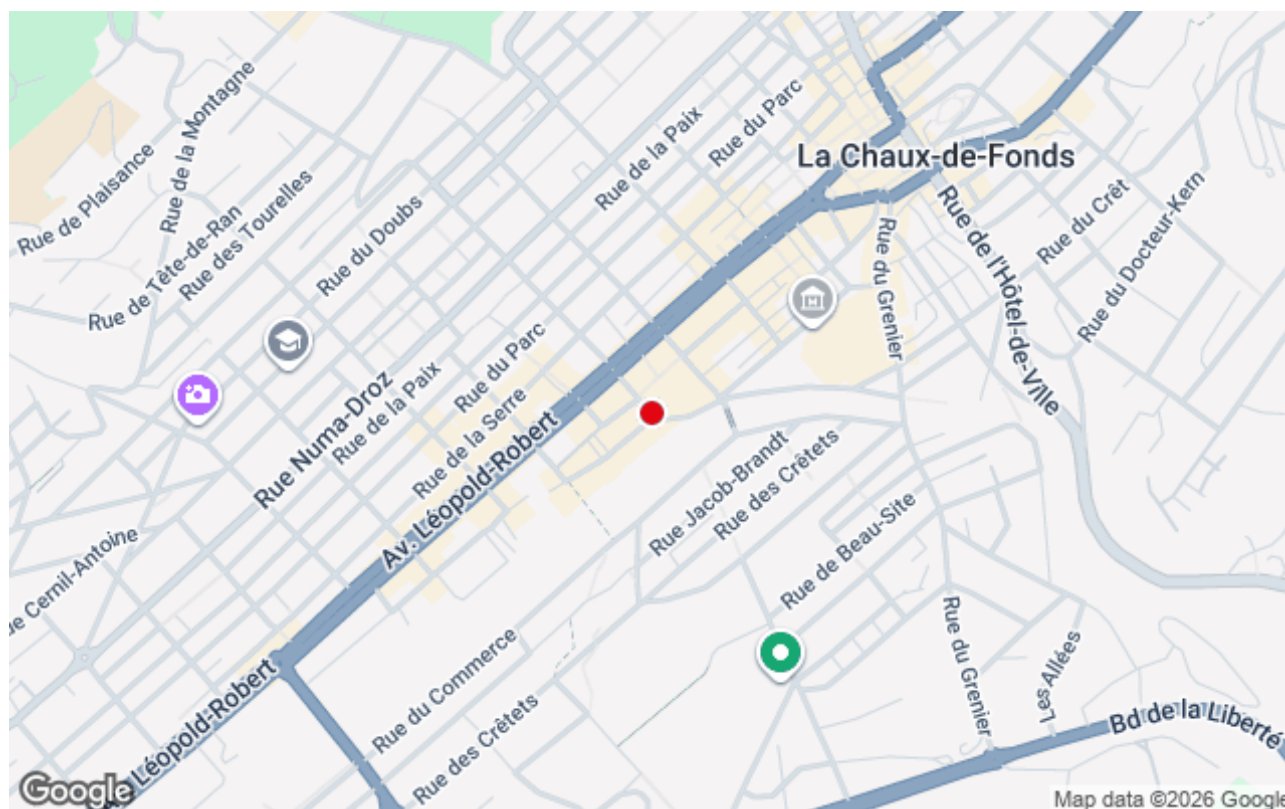 Rue de la Montagne
Rue de Plaisance
Rue du Parc
Rue de la Paix
La Chaux-de-Fonds
Rue des Tourelles
Rue de Tête-de-Ran
Rue du Doubs
Rue du Crêt
Rue du Docteur-Kern
Rue de l'Hôtel-de-Ville
Rue du Grenier
Rue du Parc
Rue de la Paix
Rue de la Serre
Rue Numa-Droz
Av. Léopold-Robert
Rue Jacob-Brandt
Rue des Crêtets
Rue de Beau-Site
Cernil-Antoine
Rue du Commerce
Rue des Crêtets
Rue du Grenier
Les Allées
Bd de la Liberté
Léopold-Robert
Google
Map data ©2026 Google